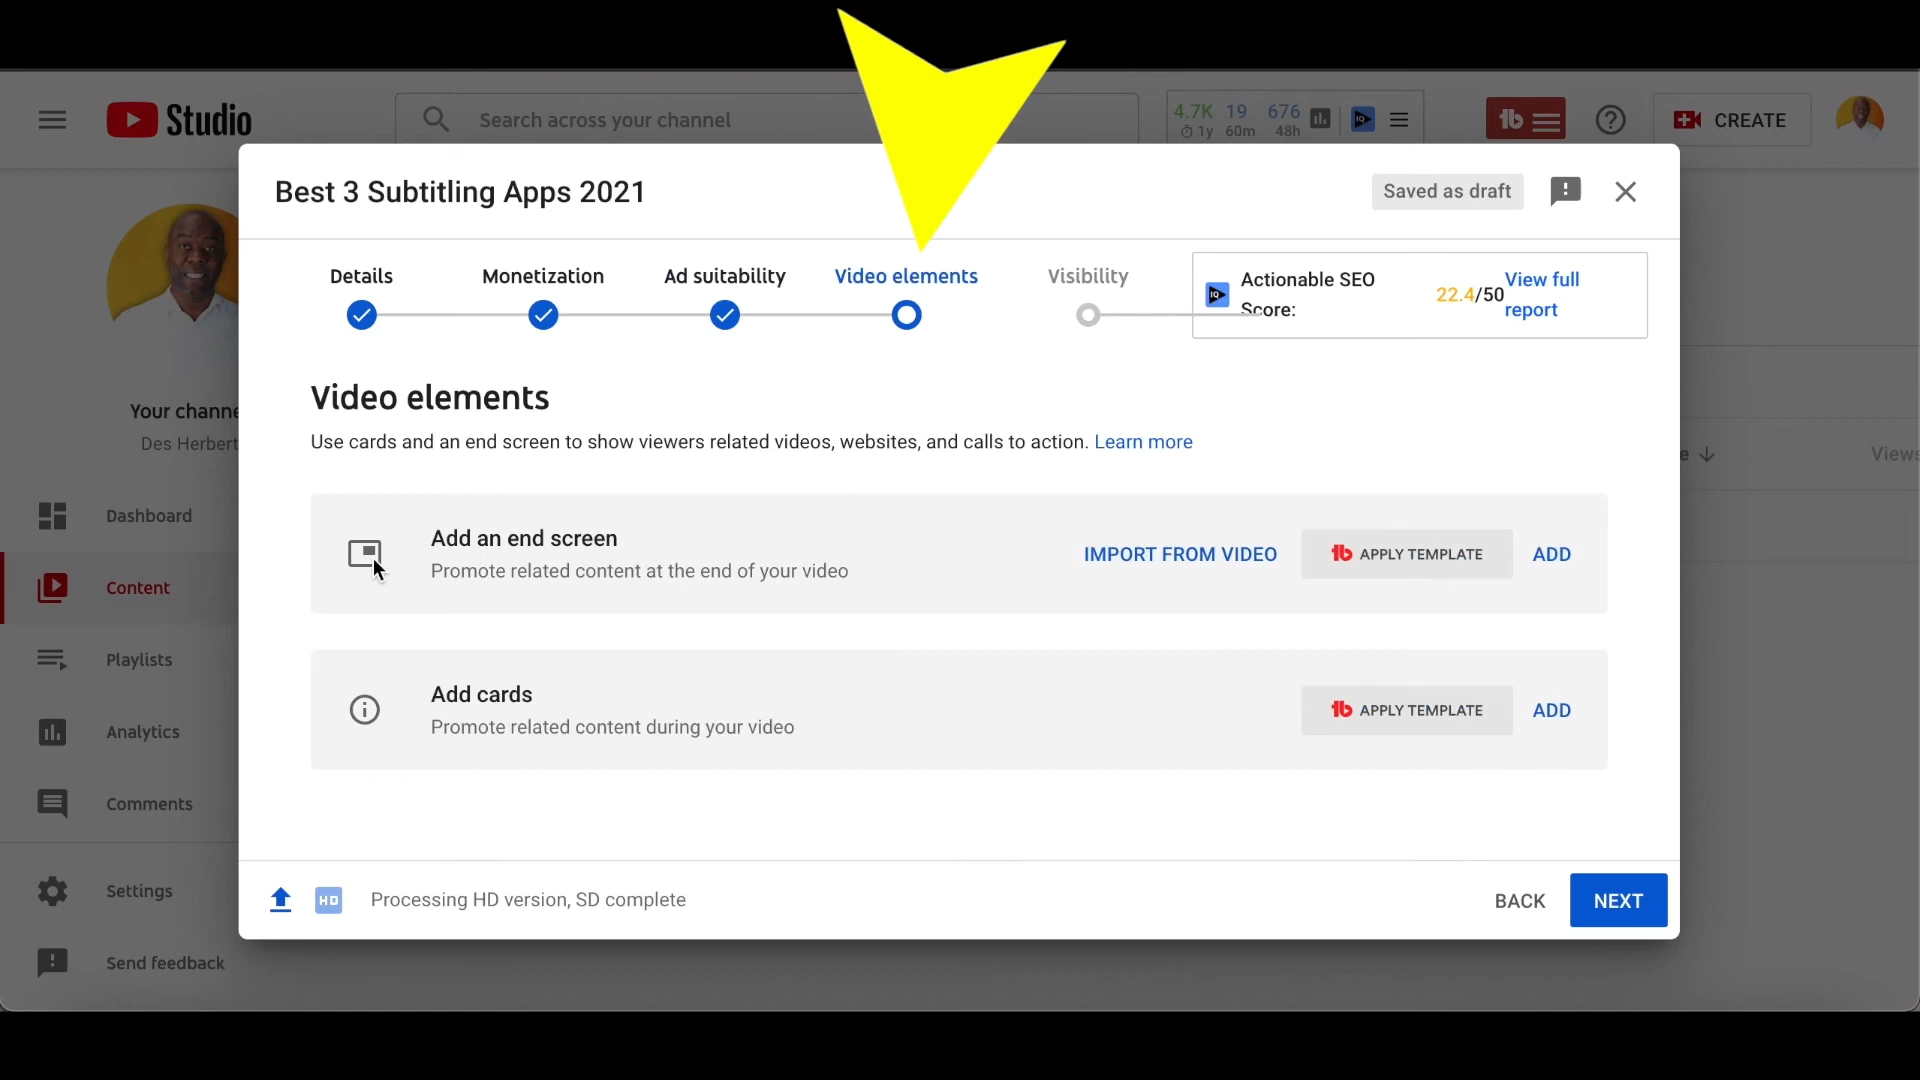 Studio
Search across your channel
4.7K 19 676
1y 60m 48h
CREATE
Best 3 Subtitling Apps 2021
Saved as draft
Details
Monetization
Ad suitability
Video elements
Visibility
Actionable SEO
Score:
22.4/50
View full
report
Video elements
Use cards and an end screen to show viewers related videos, websites, and calls to action. Learn more
Add an end screen
Promote related content at the end of your video
IMPORT FROM VIDEO
tb APPLY TEMPLATE
ADD
Add cards
Promote related content during your video
tb APPLY TEMPLATE
ADD
HD
Processing HD version, SD complete
BACK
NEXT
Your channe
Des Herbert
Dashboard
Content
Playlists
Analytics
Comments
Settings
Send feedback
e
Views